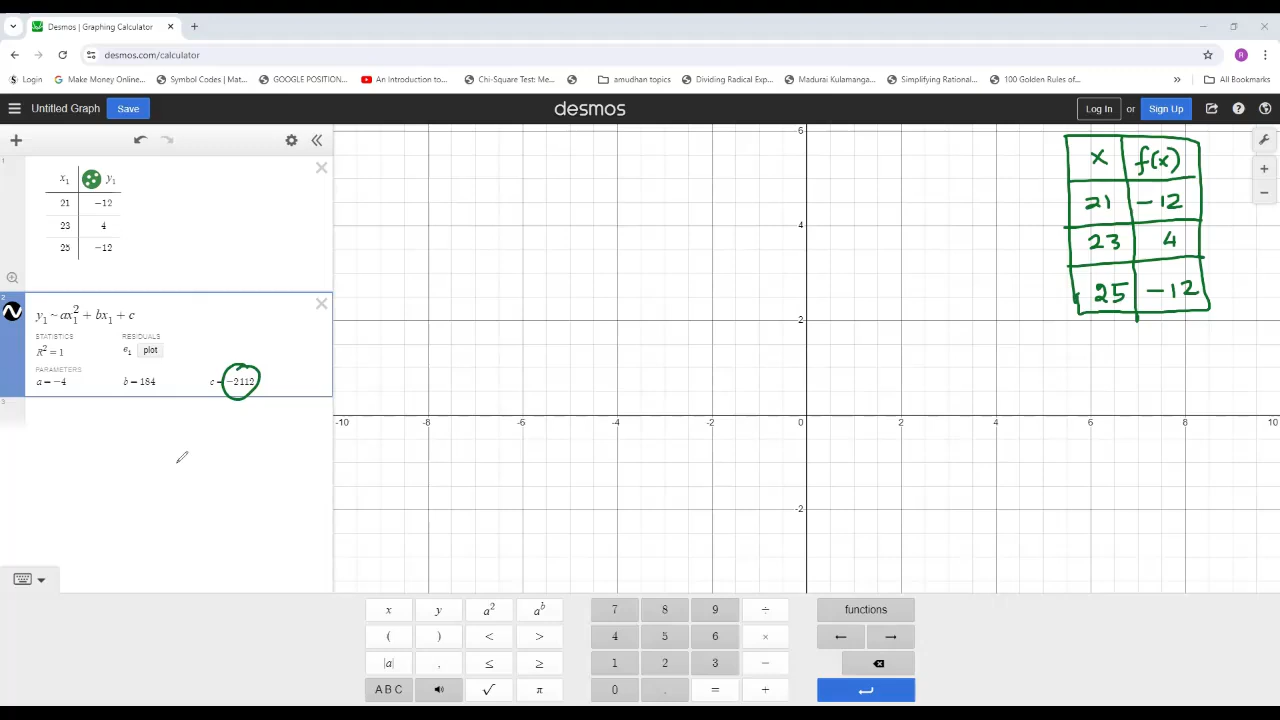 Desmos | Graphing Calculator
desmos.com/calculator
R
Login Make Money Online... Symbol Codes | Mat... GOOGLE POSITION... An Introduction to... Chi-Square Test: Me... amudhan topics Dividing Radical Exp... Madurai Kulamanga... Simplifying Rational... 100 Golden Rules of... » All Bookmarks
Untitled Graph Save desmos Log In or Sign Up
1
x₁ y₁
21 −12
23 4
25 −12
2
y₁ ~ ax₁² + bx₁ + c
STATISTICS RESIDUALS
R² = 1 e₁ plot
PARAMETERS
a = −4 b = 184 c = −2112
3
6
4
2
-10 -8 -6 -4 -2 0 2 4 6 8 10
-2
x f(x)
21 −12
23 4
25 −12
x y a² aᵇ 7 8 9 ÷ functions
( ) < > 4 5 6 × ← →
|a| , ≤ ≥ 1 2 3 −
A B C √ π 0 . = +